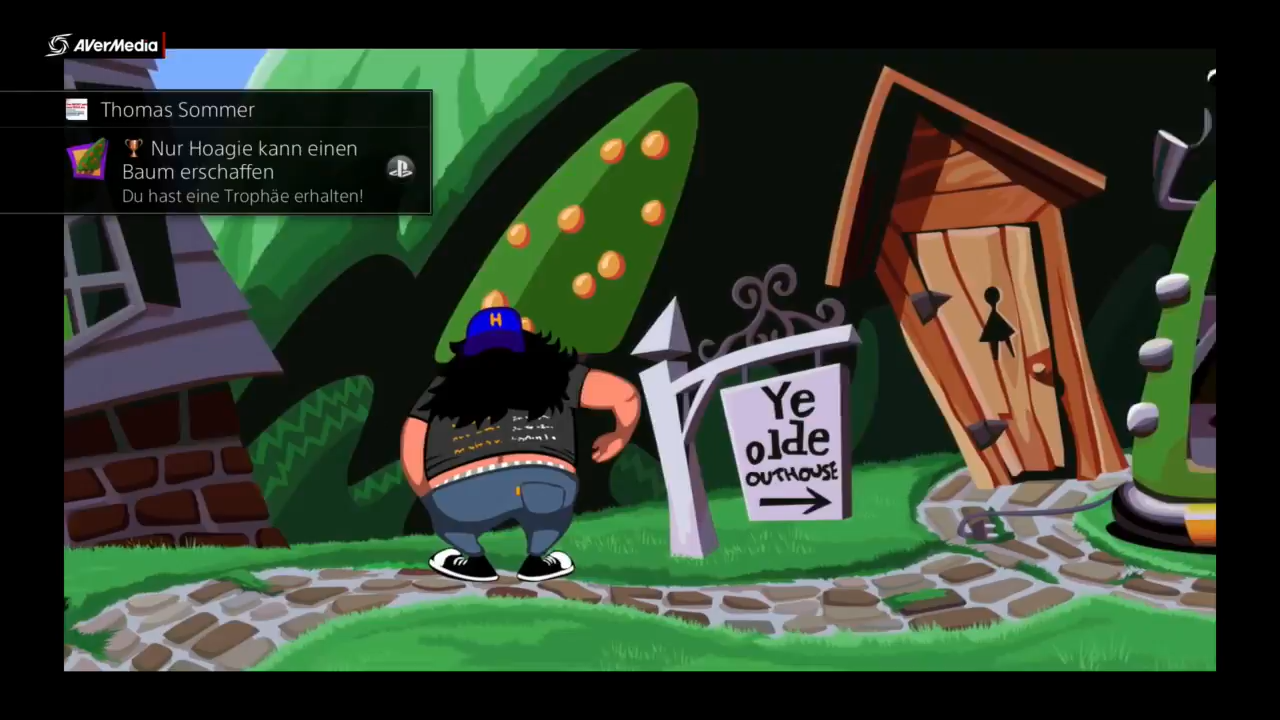 AVerMedia
Thomas Sommer
Nur Hoagie kann einen
Baum erschaffen
Du hast eine Trophäe erhalten!
H
Ye
olde
OUTHOUSE